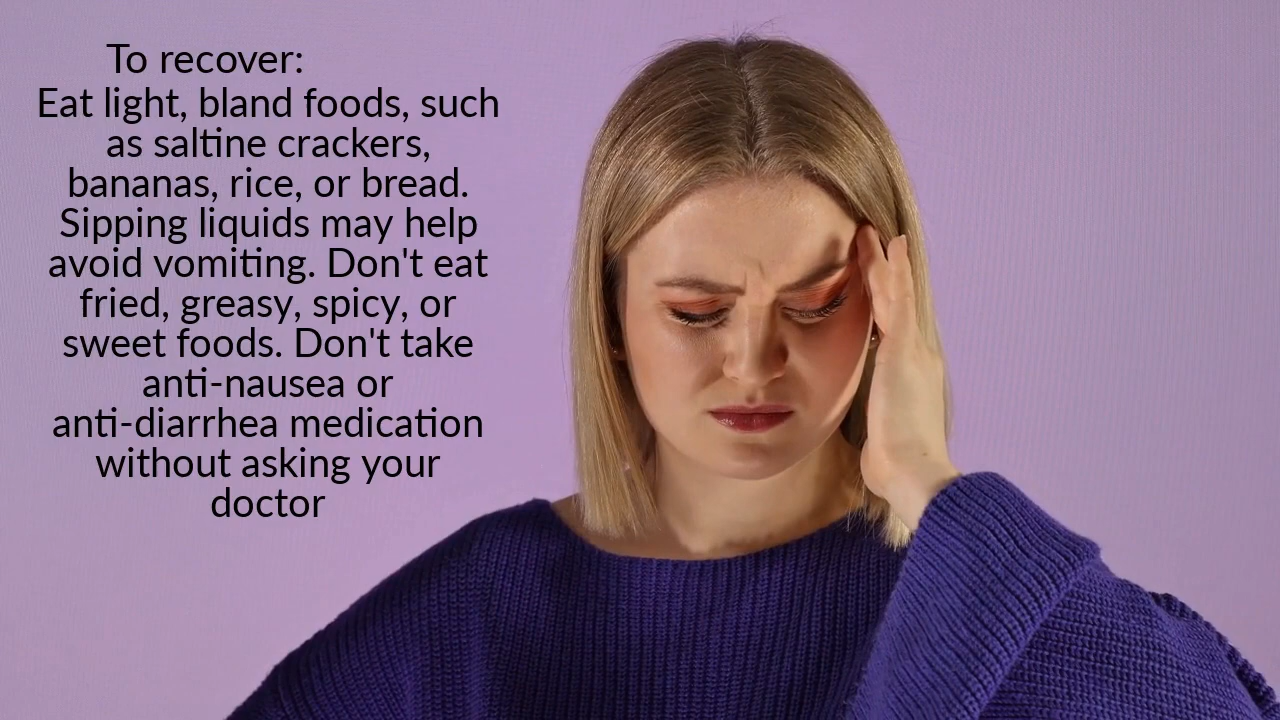 To recover:
Eat light, bland foods, such
as saltine crackers,
bananas, rice, or bread.
Sipping liquids may help
avoid vomiting. Don't eat
fried, greasy, spicy, or
sweet foods. Don't take
anti-nausea or
anti-diarrhea medication
without asking your
doctor